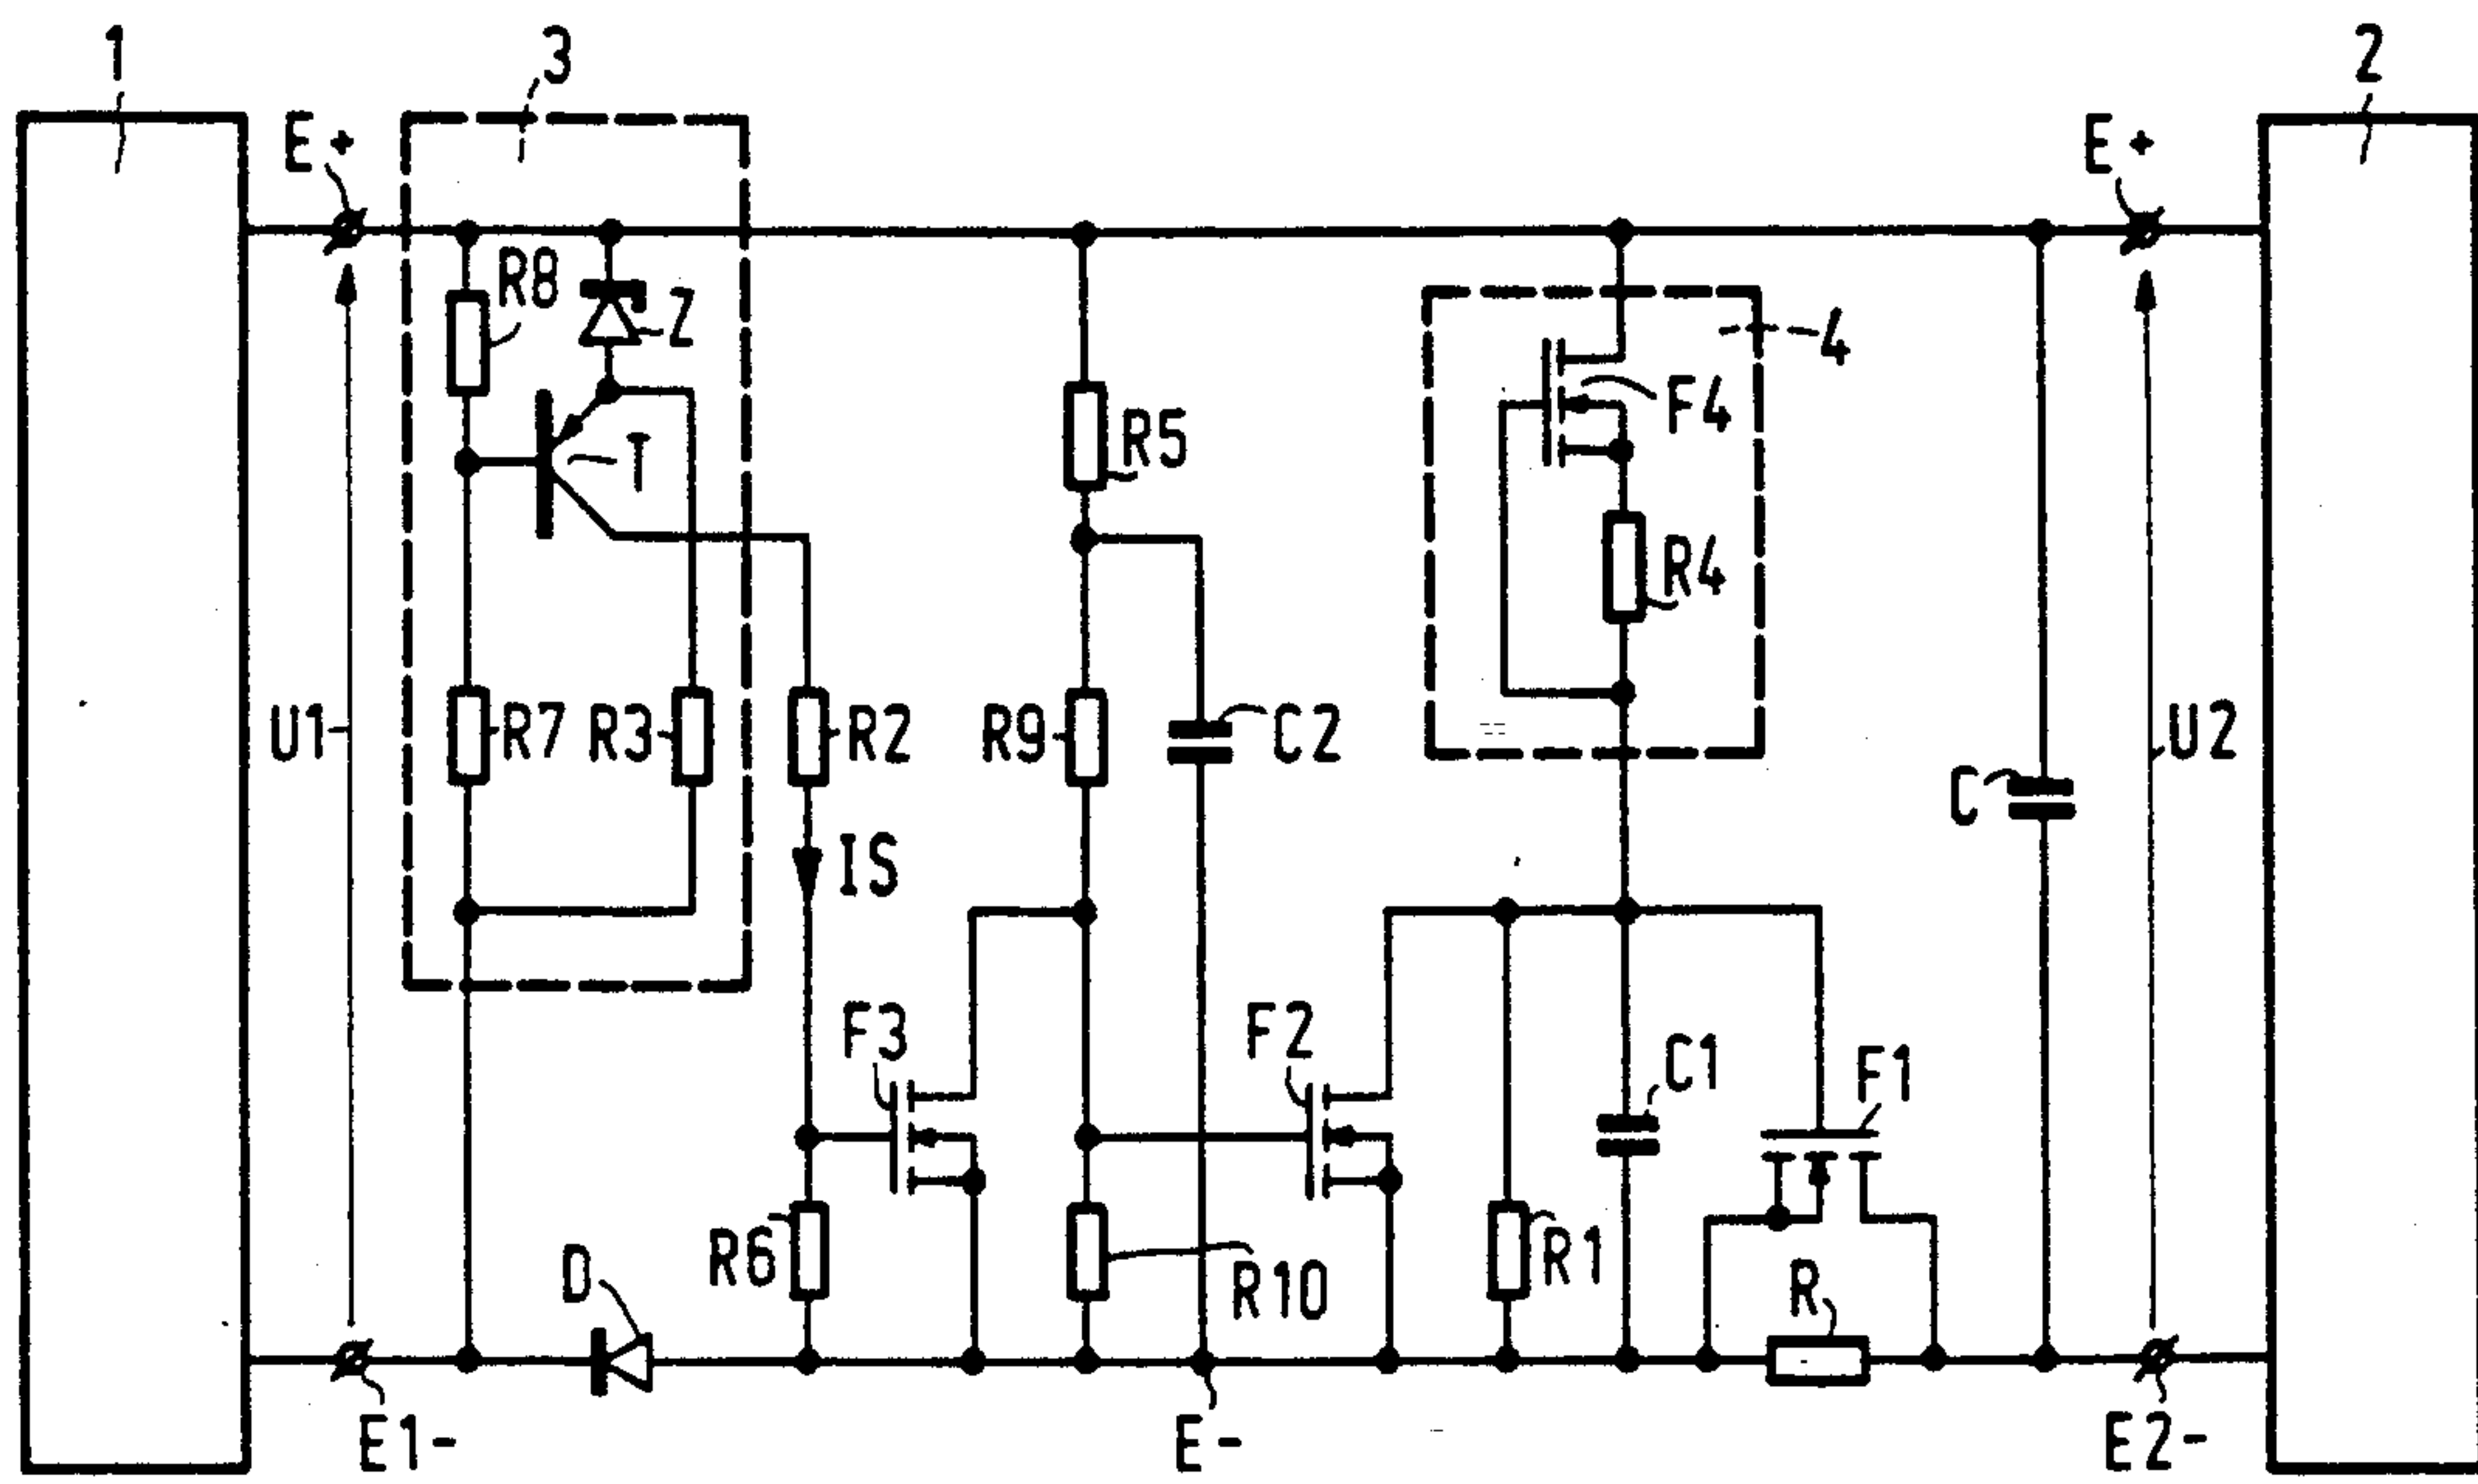 1
3
2
E+
E+
R8
Z
4
F4
T
R5
R4
U1
R7
R3
R2
R9
C2
U2
C
IS
F3
F2
C1
F1
D
R6
R10
R1
R
E1-
E-
E2-